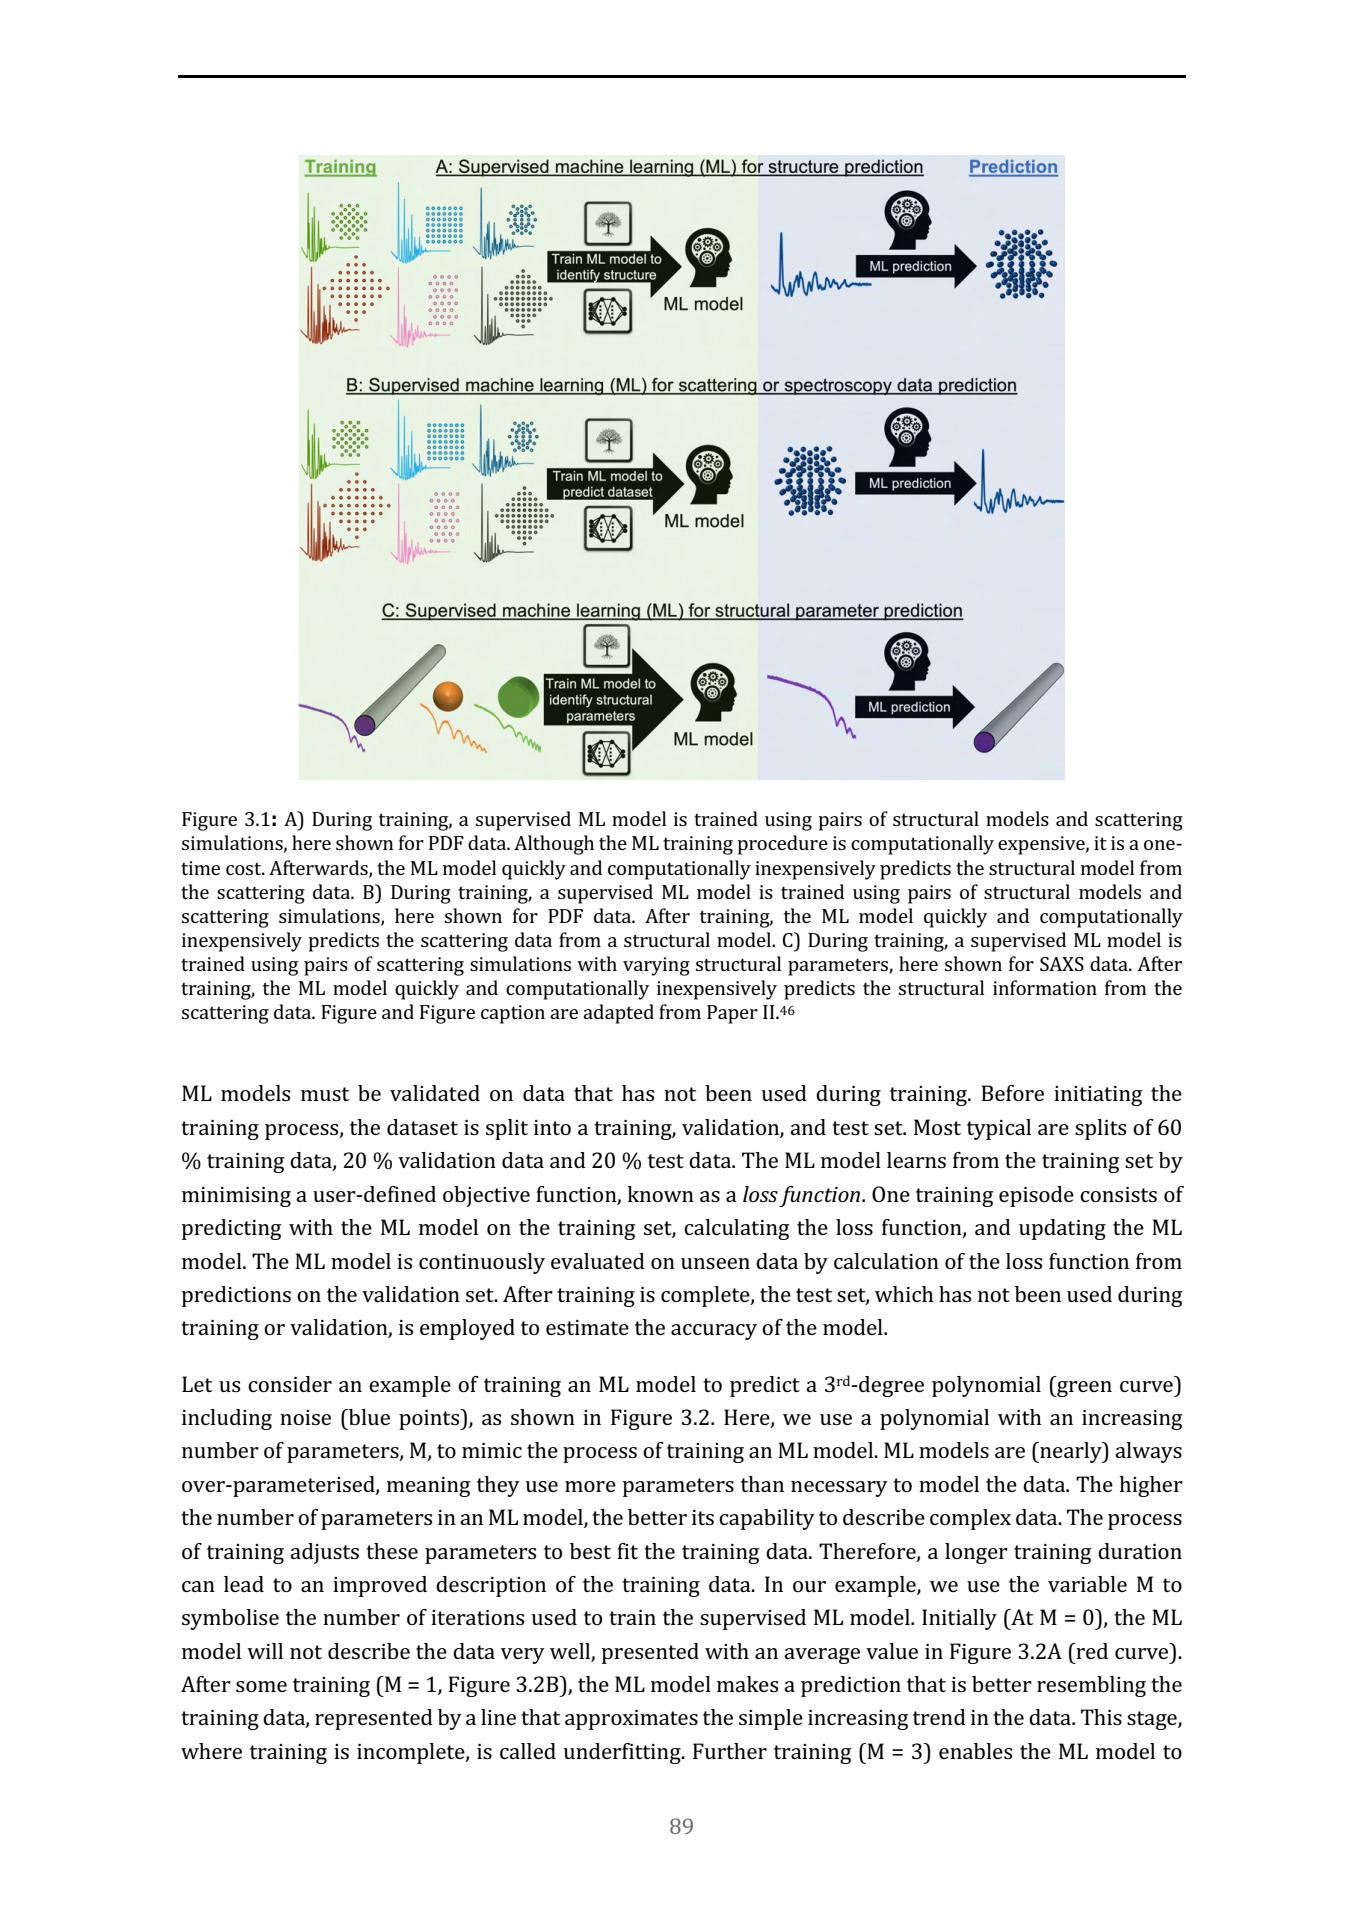 Training A: Supervised machine learning (ML) for structure prediction Prediction
Train ML model to
identify structure
ML model
ML prediction
B: Supervised machine learning (ML) for scattering or spectroscopy data prediction
Train ML model to
predict dataset
ML model
ML prediction
C: Supervised machine learning (ML) for structural parameter prediction
Train ML model to
identify structural
parameters
ML model
ML prediction
Figure 3.1: A) During training, a supervised ML model is trained using pairs of structural models and scattering
simulations, here shown for PDF data. Although the ML training procedure is computationally expensive, it is a one-
time cost. Afterwards, the ML model quickly and computationally inexpensively predicts the structural model from
the scattering data. B) During training, a supervised ML model is trained using pairs of structural models and
scattering simulations, here shown for PDF data. After training, the ML model quickly and computationally
inexpensively predicts the scattering data from a structural model. C) During training, a supervised ML model is
trained using pairs of scattering simulations with varying structural parameters, here shown for SAXS data. After
training, the ML model quickly and computationally inexpensively predicts the structural information from the
scattering data. Figure and Figure caption are adapted from Paper II.46
ML models must be validated on data that has not been used during training. Before initiating the
training process, the dataset is split into a training, validation, and test set. Most typical are splits of 60
% training data, 20 % validation data and 20 % test data. The ML model learns from the training set by
minimising a user-defined objective function, known as a loss function. One training episode consists of
predicting with the ML model on the training set, calculating the loss function, and updating the ML
model. The ML model is continuously evaluated on unseen data by calculation of the loss function from
predictions on the validation set. After training is complete, the test set, which has not been used during
training or validation, is employed to estimate the accuracy of the model.
Let us consider an example of training an ML model to predict a 3rd-degree polynomial (green curve)
including noise (blue points), as shown in Figure 3.2. Here, we use a polynomial with an increasing
number of parameters, M, to mimic the process of training an ML model. ML models are (nearly) always
over-parameterised, meaning they use more parameters than necessary to model the data. The higher
the number of parameters in an ML model, the better its capability to describe complex data. The process
of training adjusts these parameters to best fit the training data. Therefore, a longer training duration
can lead to an improved description of the training data. In our example, we use the variable M to
symbolise the number of iterations used to train the supervised ML model. Initially (At M = 0), the ML
model will not describe the data very well, presented with an average value in Figure 3.2A (red curve).
After some training (M = 1, Figure 3.2B), the ML model makes a prediction that is better resembling the
training data, represented by a line that approximates the simple increasing trend in the data. This stage,
where training is incomplete, is called underfitting. Further training (M = 3) enables the ML model to
89